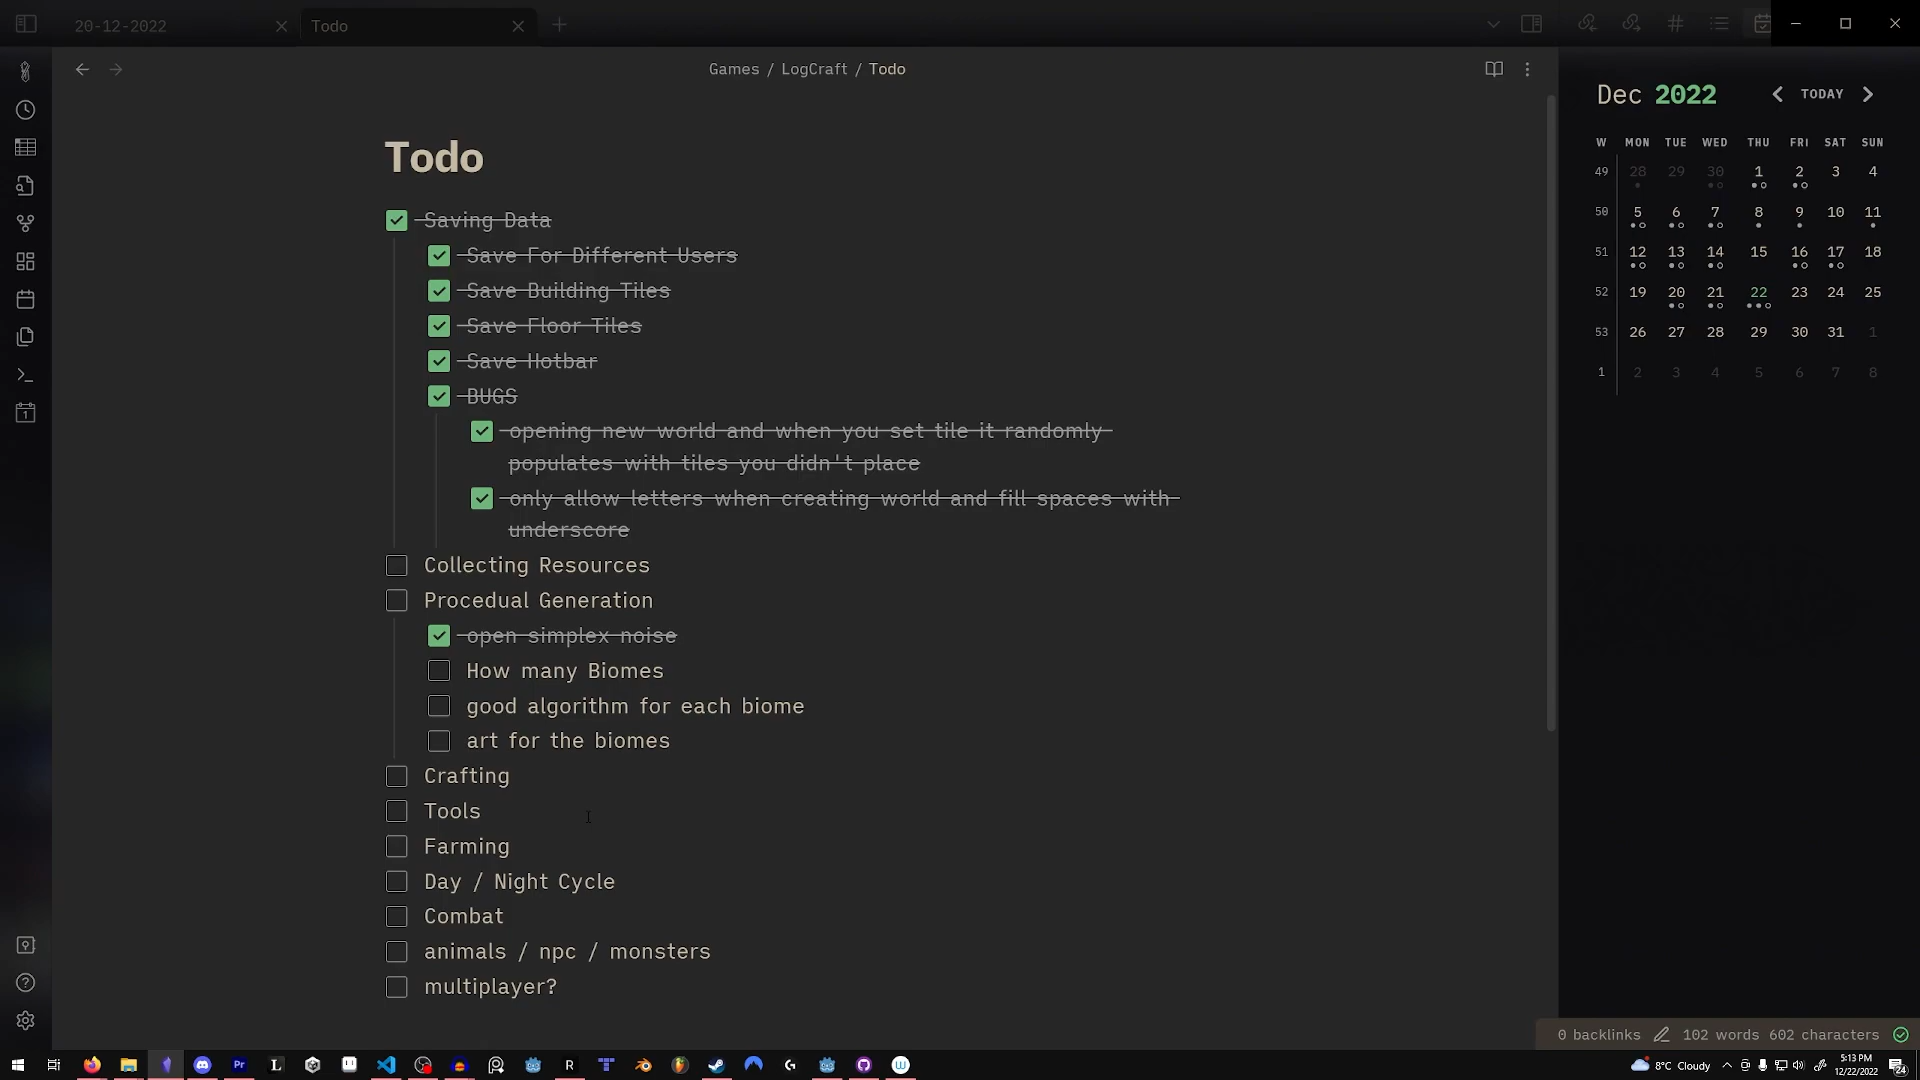 20-12-2022
Todo
Games / LogCraft / Todo
Todo
Saving Data
Save For Different Users
Save Building Tiles
Save Floor Tiles
Save Hotbar
BUGS
opening new world and when you set tile it randomly
populates with tiles you didn't place
only allow letters when creating world and fill spaces with
underscore
Collecting Resources
Procedual Generation
open simplex noise
How many Biomes
good algorithm for each biome
art for the biomes
Crafting
Tools
Farming
Day / Night Cycle
Combat
animals / npc / monsters
multiplayer?
Dec 2022
TODAY
W MON TUE WED THU FRI SAT SUN
49 28 29 30 1 2 3 4
50 5 6 7 8 9 10 11
51 12 13 14 15 16 17 18
52 19 20 21 22 23 24 25
53 26 27 28 29 30 31 1
1 2 3 4 5 6 7 8
0 backlinks 102 words 602 characters
Pr
L
R
8°C Cloudy
5:13 PM
12/22/2022
24